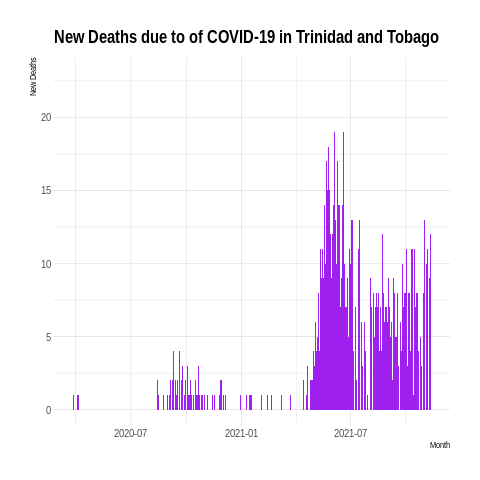 New Deaths due to of COVID-19 in Trinidad and Tobago
New Deaths
20
15
10
5
0
2020-07 2021-01 2021-07
Month